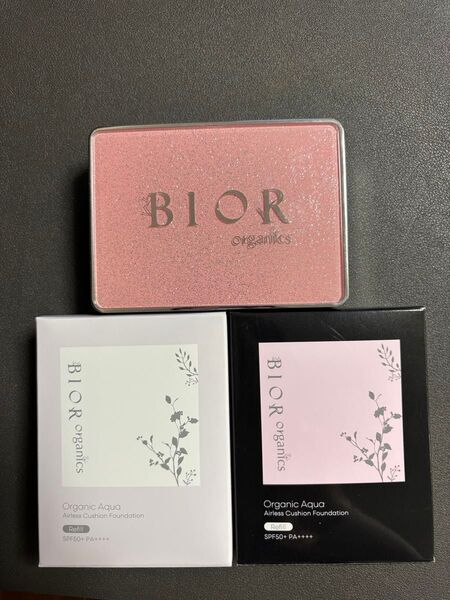 BIOR
organics
BIOR
organics
Organic Aqua
Airless Cushion Foundation
Refill
SPF50+ PA++++
BIOR
organics
Organic Aqua
Airless Cushion Foundation
Refill
SPF50+ PA++++